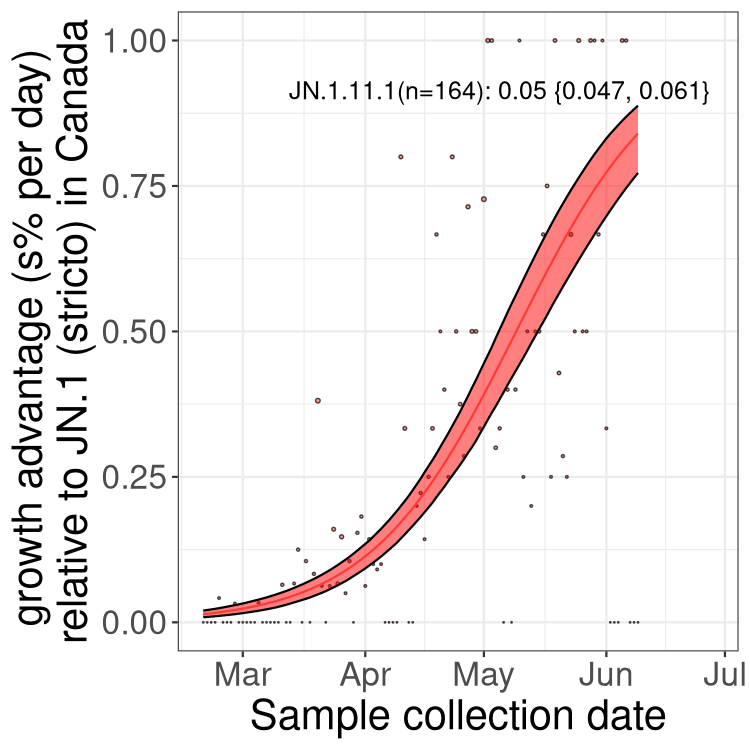 growth advantage (s% per day)
relative to JN.1 (stricto) in Canada
1.00
0.75
0.50
0.25
0.00
JN.1.11.1(n=164): 0.05 {0.047, 0.061}
Mar Apr May Jun Jul
Sample collection date